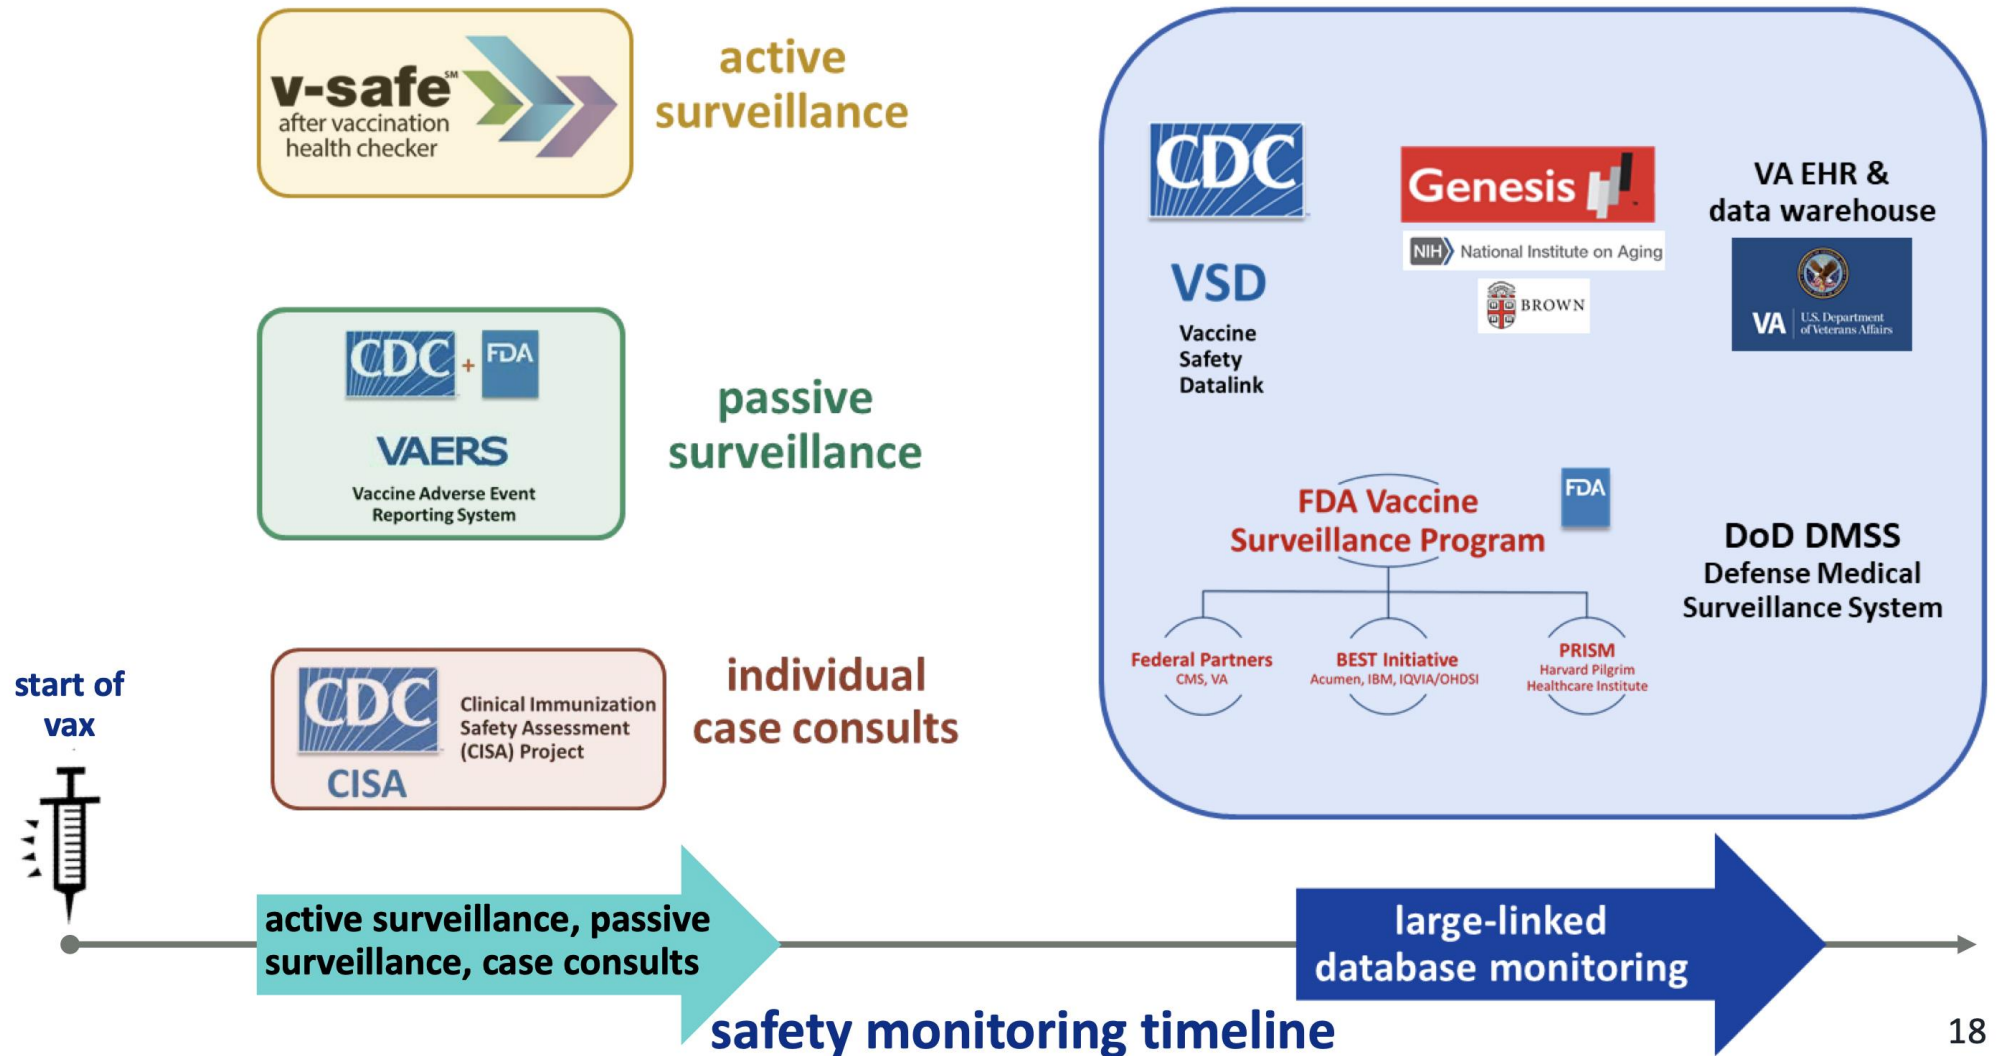 v-safe℠
after vaccination
health checker
active
surveillance
CDC + FDA
VAERS
Vaccine Adverse Event
Reporting System
passive
surveillance
CDC
CISA
Clinical Immunization
Safety Assessment
(CISA) Project
individual
case consults
CDC
VSD
Vaccine
Safety
Datalink
Genesis
NIH National Institute on Aging
BROWN
VA EHR &
data warehouse
VA U.S. Department
of Veterans Affairs
FDA Vaccine
Surveillance Program
FDA
Federal Partners
CMS, VA
BEST Initiative
Acumen, IBM, IQVIA/OHDSI
PRISM
Harvard Pilgrim
Healthcare Institute
DoD DMSS
Defense Medical
Surveillance System
start of
vax
active surveillance, passive
surveillance, case consults
large-linked
database monitoring
safety monitoring timeline
18